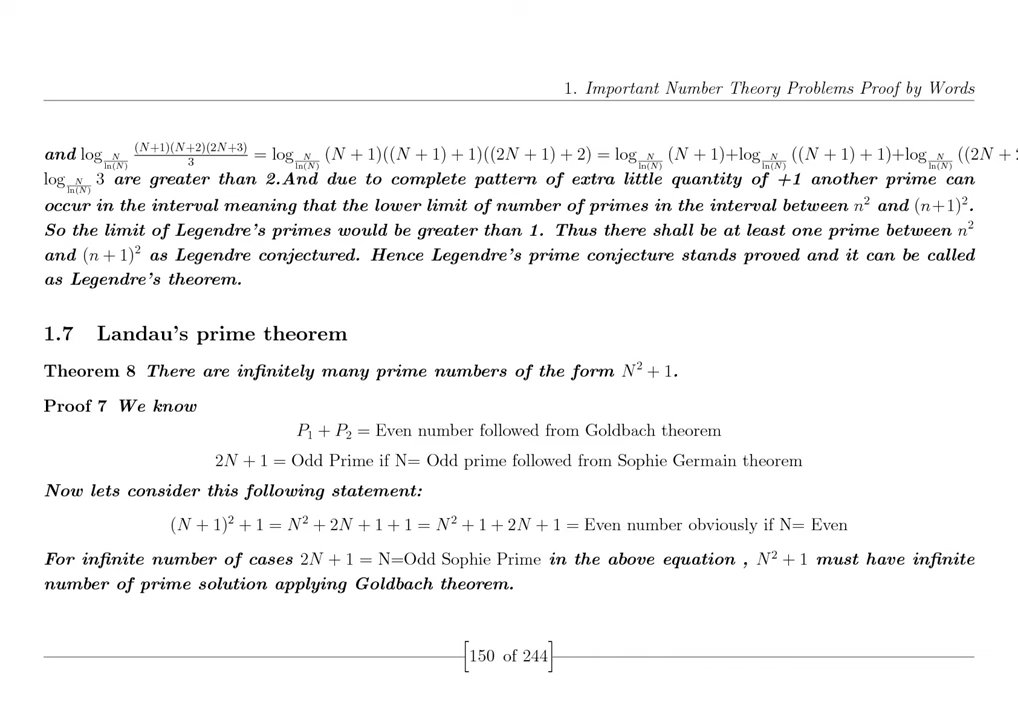 1. Important Number Theory Problems Proof by Words
and log_{N/ln(N)} (N+1)(N+2)(2N+3)/3 = log_{N/ln(N)} (N + 1)((N + 1) + 1)((2N + 1) + 2) = log_{N/ln(N)} (N + 1)+log_{N/ln(N)} ((N + 1) + 1)+log_{N/ln(N)} ((2N +
log_{N/ln(N)} 3 are greater than 2.And due to complete pattern of extra little quantity of +1 another prime can
occur in the interval meaning that the lower limit of number of primes in the interval between n² and (n+1)².
So the limit of Legendre's primes would be greater than 1. Thus there shall be at least one prime between n²
and (n + 1)² as Legendre conjectured. Hence Legendre's prime conjecture stands proved and it can be called
as Legendre's theorem.
1.7 Landau's prime theorem
Theorem 8 There are infinitely many prime numbers of the form N² + 1.
Proof 7 We know
P₁ + P₂ = Even number followed from Goldbach theorem
2N + 1 = Odd Prime if N= Odd prime followed from Sophie Germain theorem
Now lets consider this following statement:
(N + 1)² + 1 = N² + 2N + 1 + 1 = N² + 1 + 2N + 1 = Even number obviously if N= Even
For infinite number of cases 2N + 1 = N=Odd Sophie Prime in the above equation , N² + 1 must have infinite
number of prime solution applying Goldbach theorem.
150 of 244